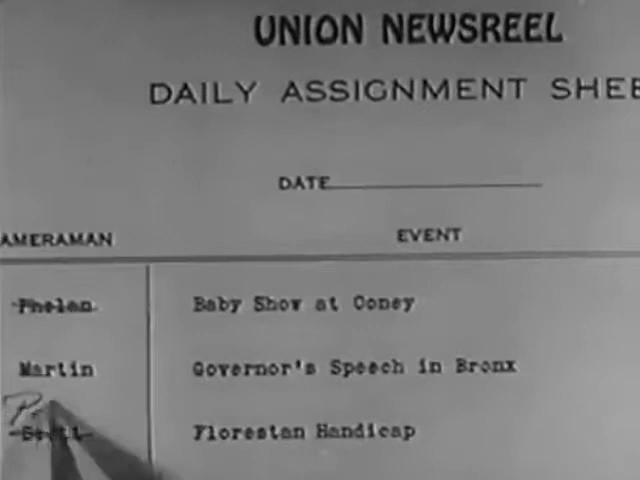 UNION NEWSREEL
DAILY ASSIGNMENT SHEE
DATE
AMERAMAN EVENT
Phelan Baby Show at Coney
Martin Governor's Speech in Bronx
P
Scott Florestan Handicap